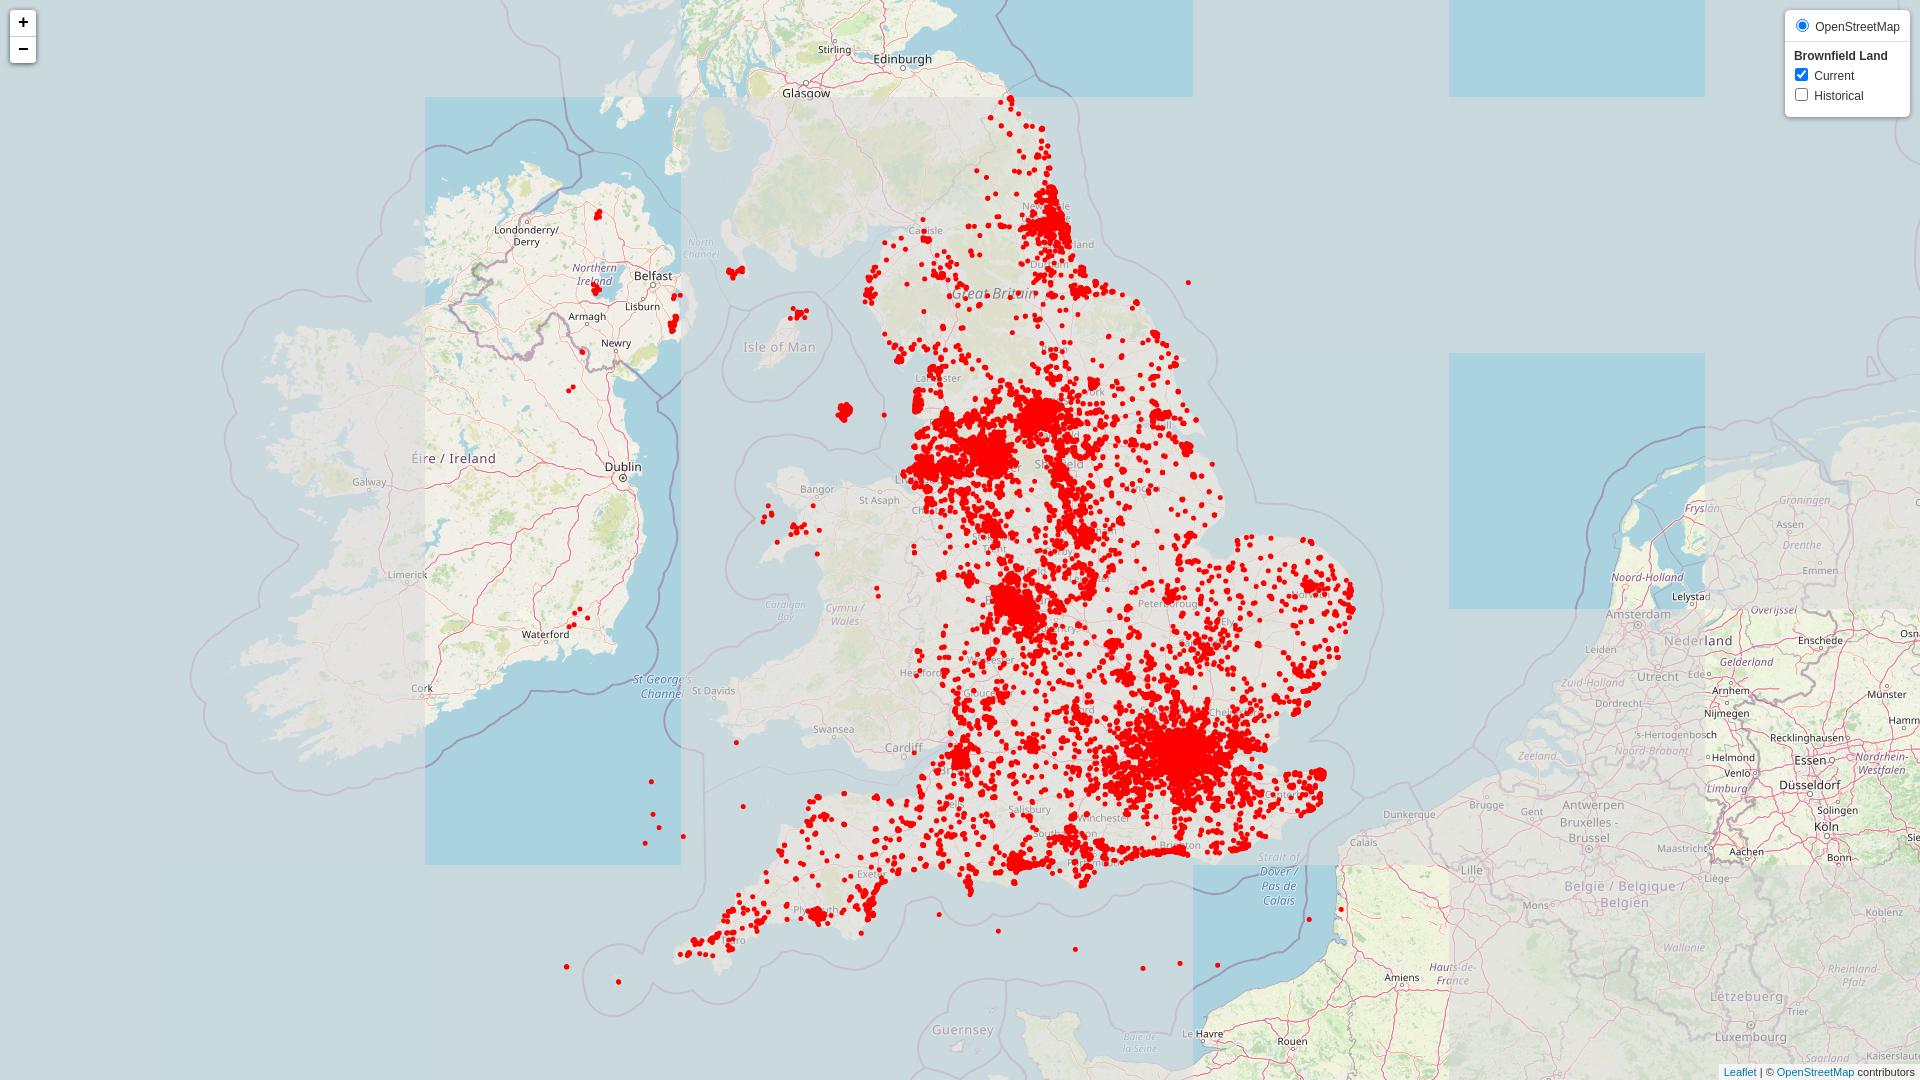 +
−
OpenStreetMap
Brownfield Land
Current
Historical
Stirling
Edinburgh
Glasgow
Londonderry/
Derry
North
Channel
Northern
Ireland
Belfast
Lisburn
Armagh
Newry
Isle of Man
Carlisle
Great Britain
Lancaster
Éire / Ireland
Galway
Dublin
Bangor
St Asaph
Limerick
Cardigan
Bay
Cymru /
Wales
Peterborough
Ely
Waterford
Cork
St George's
Channel
St Davids
Worcester
Swansea
Cardiff
Salisbury
Winchester
Brighton
Exeter
Plymouth
Truro
Strait of
Dover /
Pas de
Calais
Guernsey
Baie de
la Seine
Le Havre
Rouen
Amiens
Calais
Dunkerque
Lille
Hauts-de-
France
Mons
Brugge
Gent
Antwerpen
Bruxelles -
Brussel
België / Belgique /
Belgien
Wallonie
Liège
Maastricht
Zeeland
Zuid-Holland
Leiden
Dordrecht
Utrecht
Ede
Amsterdam
Nederland
Noord-Holland
Lelystad
Fryslân
Groningen
Assen
Drenthe
Emmen
Overijssel
Enschede
Gelderland
Arnhem
Nijmegen
's-Hertogenbosch
Noord-Brabant
Helmond
Venlo
Limburg
Recklinghausen
Essen
Düsseldorf
Solingen
Köln
Aachen
Bonn
Münster
Nordrhein-
Westfalen
Koblenz
Rheinland-
Pfalz
Lëtzebuerg
Trier
Luxembourg
Saarland
Leaflet | © OpenStreetMap contributors